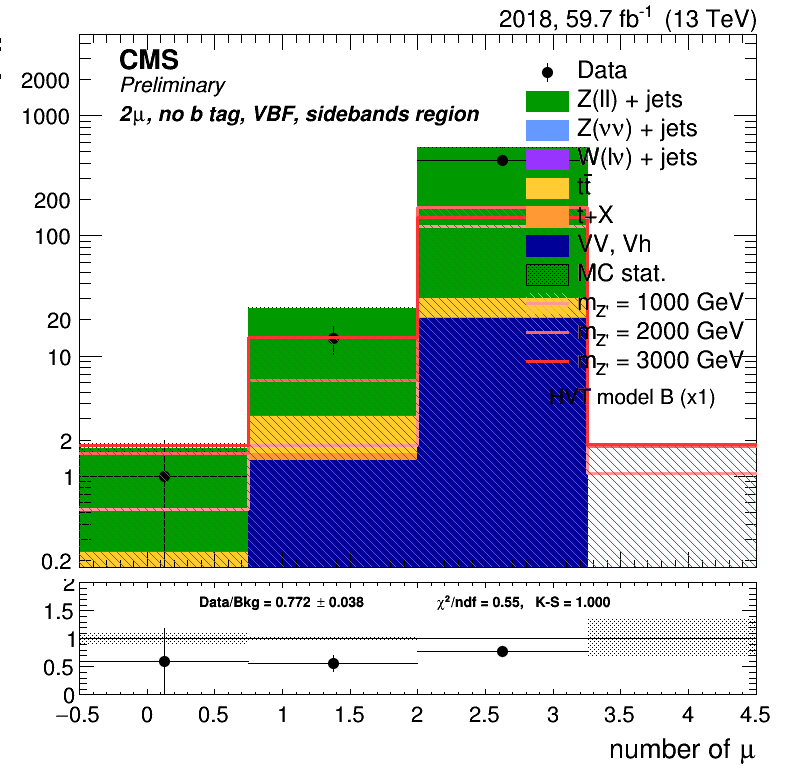 2018, 59.7 fb⁻¹ (13 TeV)
CMS
Preliminary
2μ, no b tag, VBF, sidebands region
Data
Z(ll) + jets
Z(νν) + jets
W(lν) + jets
tt̅
t+X
VV, Vh
MC stat.
m_Z' = 1000 GeV
m_Z' = 2000 GeV
m_Z' = 3000 GeV
HVT model B (x1)
2000
1000
200
100
20
10
2
1
0.2
Data/Bkg = 0.772 ± 0.038
χ²/ndf = 0.55, K-S = 1.000
2
1.5
1
0.5
0
−0.5 0 0.5 1 1.5 2 2.5 3 3.5 4 4.5
number of μ